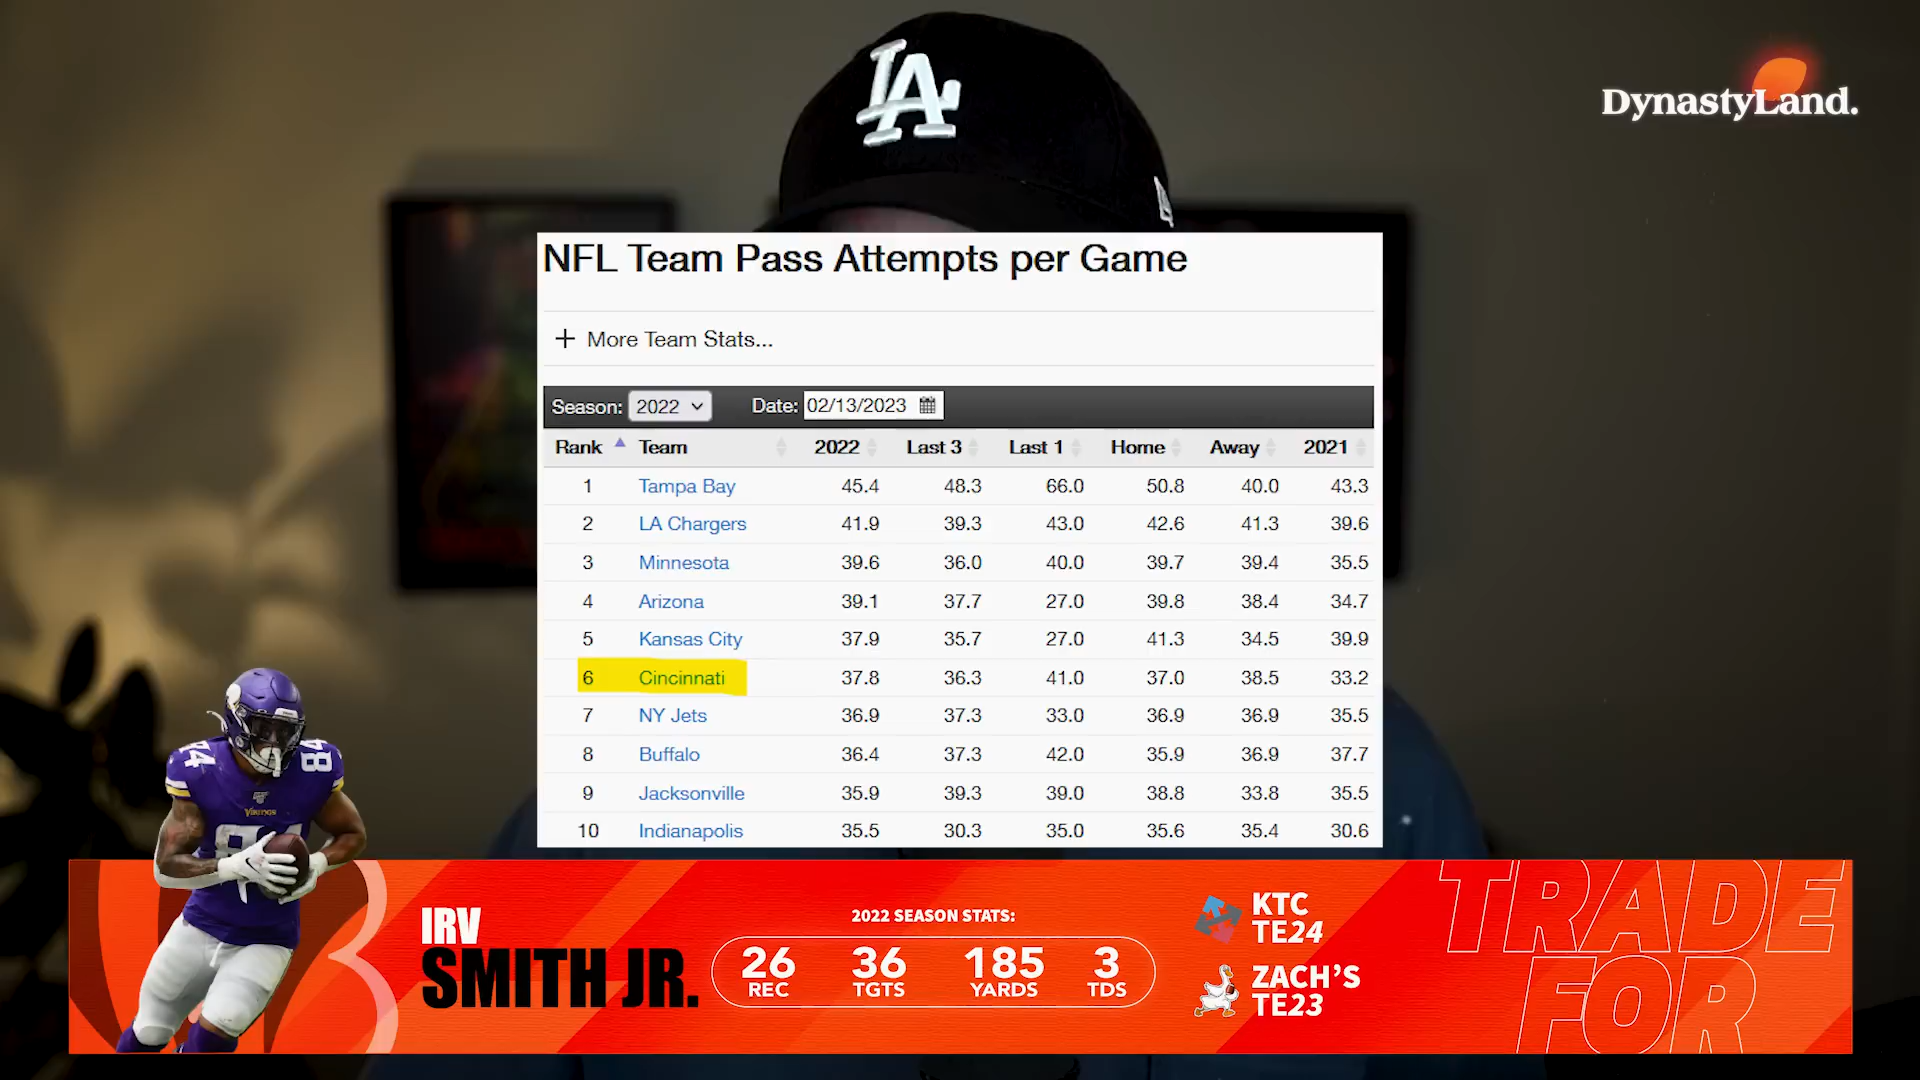 LA
DynastyLand.
NFL Team Pass Attempts per Game
+ More Team Stats...
Season: 2022 Date: 02/13/2023
Rank Team 2022 Last 3 Last 1 Home Away 2021
1 Tampa Bay 45.4 48.3 66.0 50.8 40.0 43.3
2 LA Chargers 41.9 39.3 43.0 42.6 41.3 39.6
3 Minnesota 39.6 36.0 40.0 39.7 39.4 35.5
4 Arizona 39.1 37.7 27.0 39.8 38.4 34.7
5 Kansas City 37.9 35.7 27.0 41.3 34.5 39.9
6 Cincinnati 37.8 36.3 41.0 37.0 38.5 33.2
7 NY Jets 36.9 37.3 33.0 36.9 36.9 35.5
8 Buffalo 36.4 37.3 42.0 35.9 36.9 37.7
9 Jacksonville 35.9 39.3 39.0 38.8 33.8 35.5
10 Indianapolis 35.5 30.3 35.0 35.6 35.4 30.6
84 84
VIKINGS
84
IRV
SMITH JR.
2022 SEASON STATS:
26 36 185 3
REC TGTS YARDS TDS
KTC
TE24
ZACH'S
TE23
TRADE
FOR